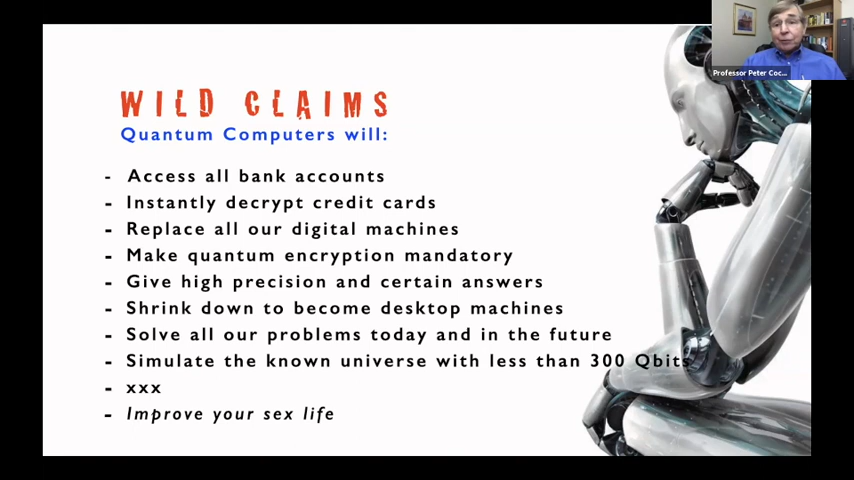 Professor Peter Coc...
WILD CLAIMS
Quantum Computers will:
- Access all bank accounts
- Instantly decrypt credit cards
- Replace all our digital machines
- Make quantum encryption mandatory
- Give high precision and certain answers
- Shrink down to become desktop machines
- Solve all our problems today and in the future
- Simulate the known universe with less than 300 Qbits
- xxx
- Improve your sex life